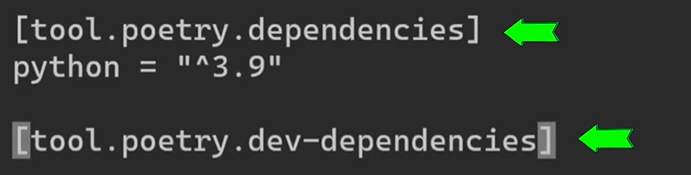 [tool.poetry.dependencies]
python = "^3.9"
[tool.poetry.dev-dependencies]